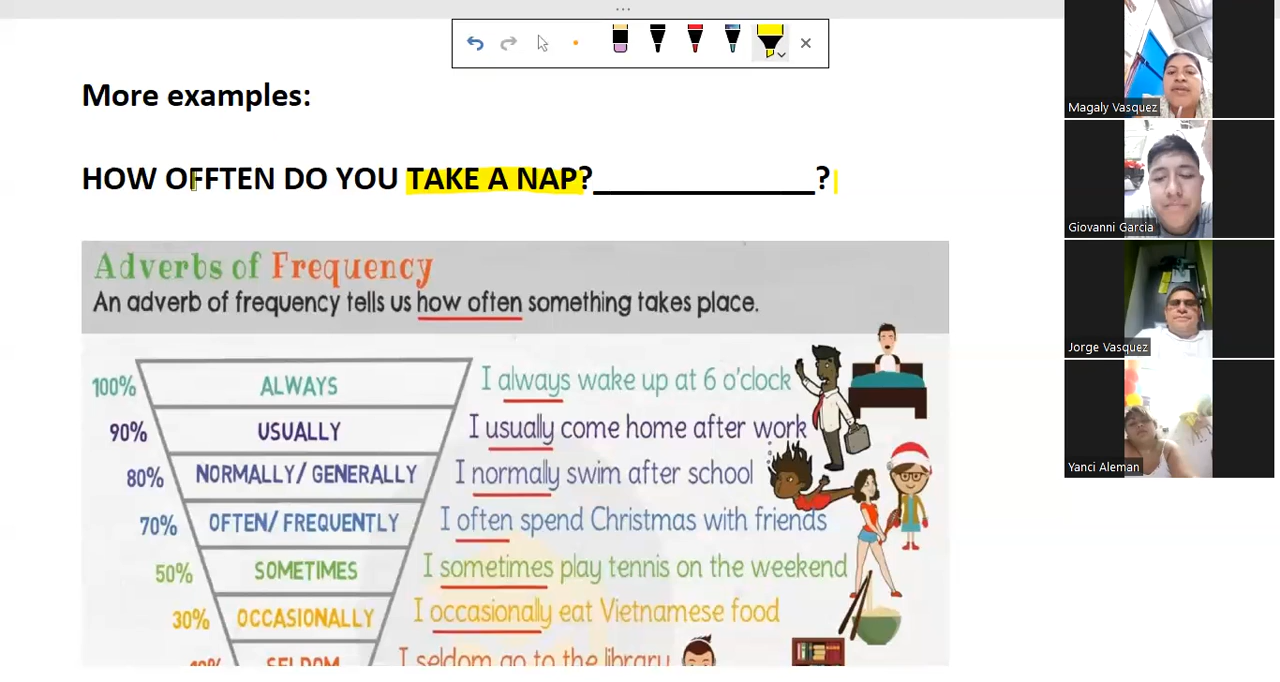 More examples:
HOW OFFTEN DO YOU TAKE A NAP?______________?
Adverbs of Frequency
An adverb of frequency tells us how often something takes place.
100% ALWAYS I always wake up at 6 o'clock
90% USUALLY I usually come home after work
80% NORMALLY/ GENERALLY I normally swim after school
70% OFTEN/ FREQUENTLY I often spend Christmas with friends
50% SOMETIMES I sometimes play tennis on the weekend
30% OCCASIONALLY I occasionally eat Vietnamese food
10% SELDOM I seldom go to the library
Magaly Vasquez
Giovanni Garcia
Jorge Vasquez
Yanci Aleman